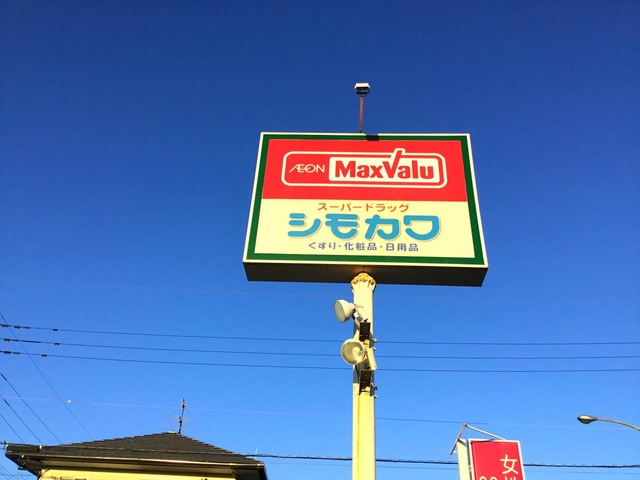 ÆON MaxValu
スーパードラッグ
シモカワ
くすり・化粧品・日用品
女